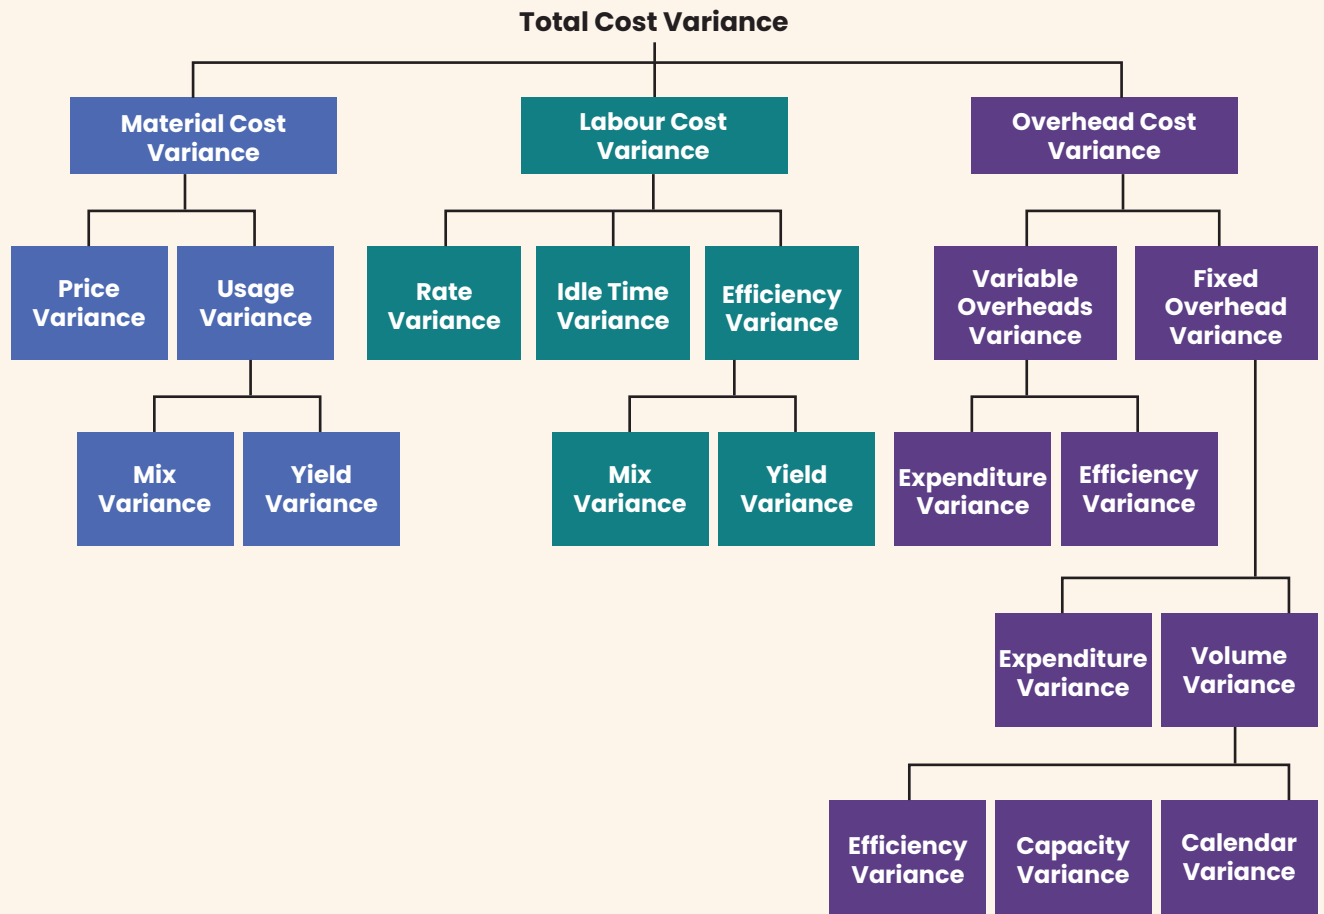 Total Cost Variance
Material Cost
Variance
Labour Cost
Variance
Overhead Cost
Variance
Price
Variance
Usage
Variance
Rate
Variance
Idle Time
Variance
Efficiency
Variance
Variable
Overheads
Variance
Fixed
Overhead
Variance
Mix
Variance
Yield
Variance
Mix
Variance
Yield
Variance
Expenditure
Variance
Efficiency
Variance
Expenditure
Variance
Volume
Variance
Efficiency
Variance
Capacity
Variance
Calendar
Variance